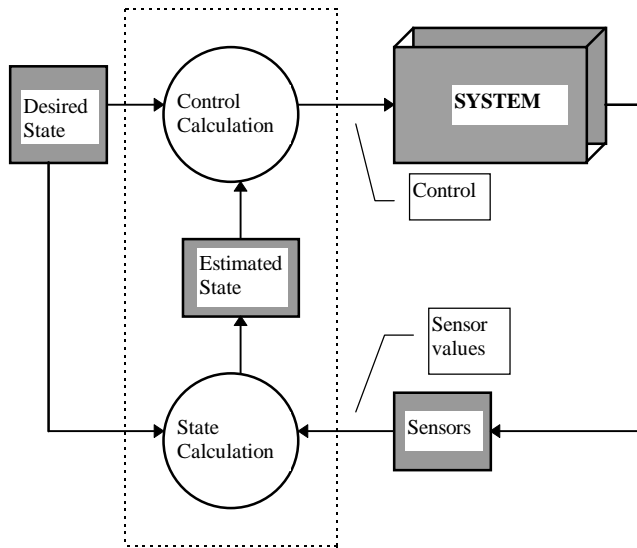 Desired
State
Control
Calculation
SYSTEM
Control
Estimated
State
Sensor
values
State
Calculation
Sensors